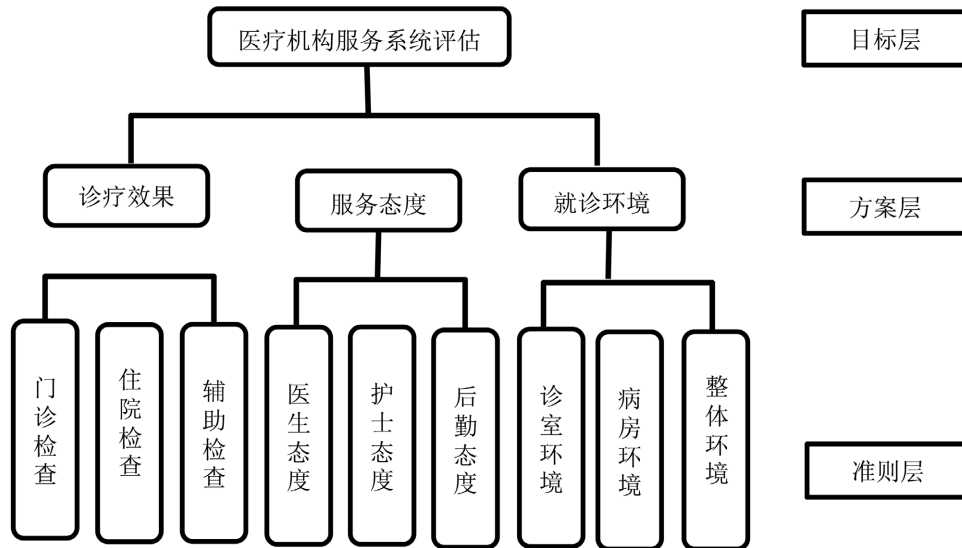 医疗机构服务系统评估
目标层
诊疗效果
服务态度
就诊环境
方案层
门诊检查
住院检查
辅助检查
医生态度
护士态度
后勤态度
诊室环境
病房环境
整体环境
准则层